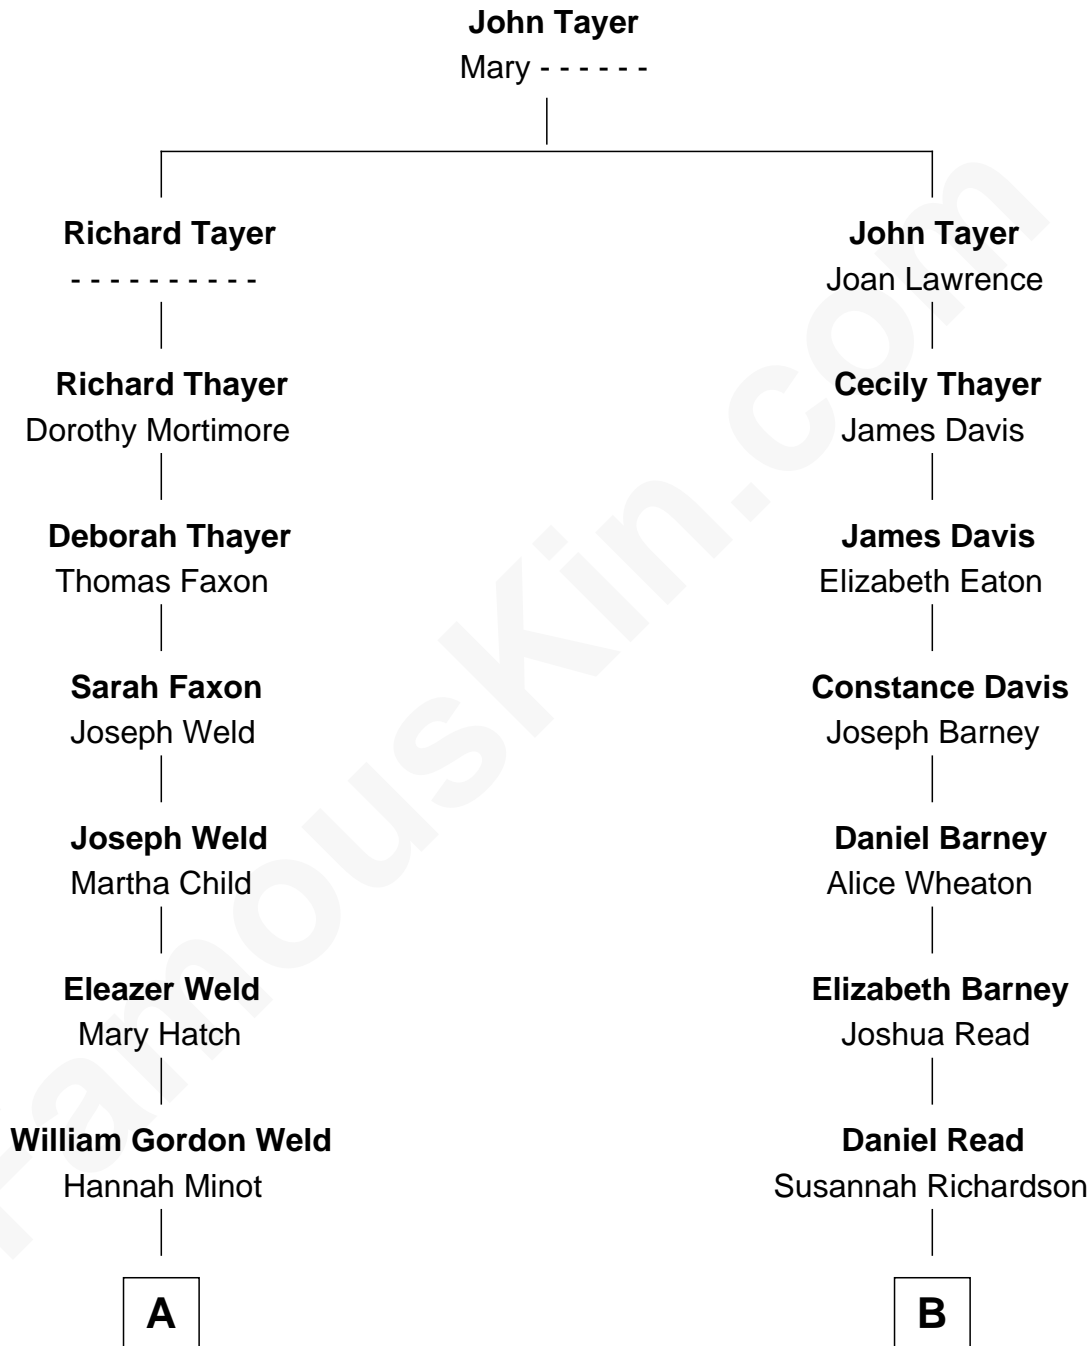 John Tayer
Mary - - - - - -
Richard Tayer
- - - - - - - - - -
Richard Thayer
Dorothy Mortimore
Deborah Thayer
Thomas Faxon
Sarah Faxon
Joseph Weld
Joseph Weld
Martha Child
Eleazer Weld
Mary Hatch
William Gordon Weld
Hannah Minot
A
John Tayer
Joan Lawrence
Cecily Thayer
James Davis
James Davis
Elizabeth Eaton
Constance Davis
Joseph Barney
Daniel Barney
Alice Wheaton
Elizabeth Barney
Joshua Read
Daniel Read
Susannah Richardson
B
FamousKin.com